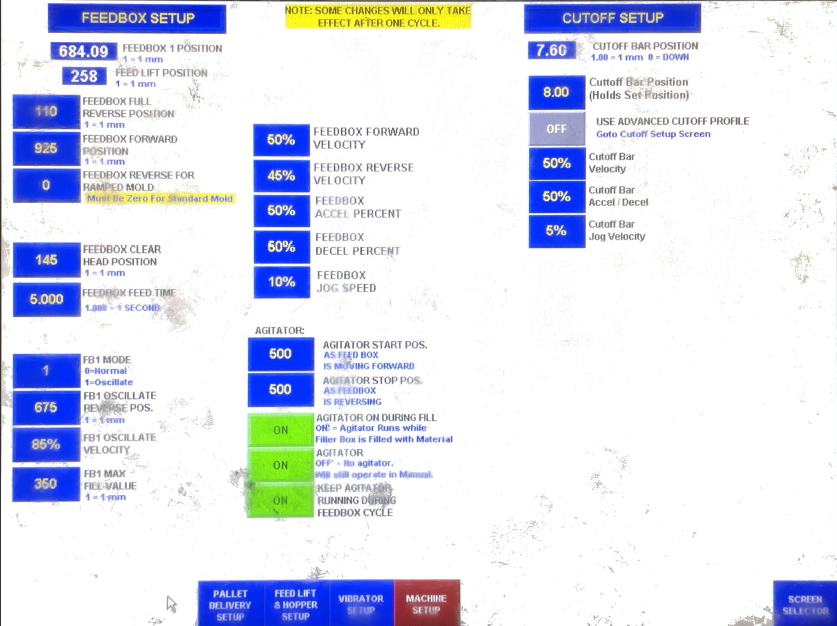 FEEDBOX SETUP
684.09 FEEDBOX 1 POSITION
1 = 1 mm
258 FEED LIFT POSITION
1 = 1 mm
110 FEEDBOX FULL
REVERSE POSITION
1 = 1 mm
925 FEEDBOX FORWARD
POSITION
1 = 1 mm
0 FEEDBOX REVERSE FOR
RAMPED MOLD
Must Be Zero For Standard Mold
145 FEEDBOX CLEAR
HEAD POSITION
1 = 1 mm
5.000 FEEDBOX FEED TIME
1.000 = 1 SECOND
1 FB1 MODE
0=Normal
1=Oscillate
675 FB1 OSCILLATE
REVERSE POS.
1 = 1 mm
85% FB1 OSCILLATE
VELOCITY
350 FB1 MAX
FILL VALUE
1 = 1 mm
NOTE: SOME CHANGES WILL ONLY TAKE
EFFECT AFTER ONE CYCLE.
50% FEEDBOX FORWARD
VELOCITY
45% FEEDBOX REVERSE
VELOCITY
50% FEEDBOX
ACCEL PERCENT
50% FEEDBOX
DECEL PERCENT
10% FEEDBOX
JOG SPEED
AGITATOR:
500 AGITATOR START POS.
AS FEED BOX
IS MOVING FORWARD
500 AGITATOR STOP POS.
AS FEEDBOX
IS REVERSING
ON AGITATOR ON DURING FILL
ON = Agitator Runs while
Filler Box is Filled with Material
ON AGITATOR
OFF = No agitator.
Will still operate in Manual.
ON KEEP AGITATOR
RUNNING DURING
FEEDBOX CYCLE
CUTOFF SETUP
7.60 CUTOFF BAR POSITION
1.00 = 1 mm 0 = DOWN
8.00 Cuttoff Bar Position
(Holds Set Position)
OFF USE ADVANCED CUTOFF PROFILE
Goto Cutoff Setup Screen
50% Cutoff Bar
Velocity
50% Cutoff Bar
Accel / Decel
5% Cutoff Bar
Jog Velocity
PALLET
DELIVERY
SETUP
FEED LIFT
& HOPPER
SETUP
VIBRATOR
SETUP
MACHINE
SETUP
SCREEN
SELECTOR